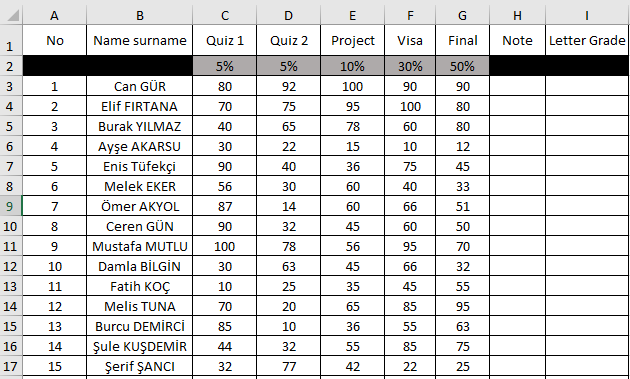 A B C D E F G H I
1 No Name surname Quiz 1 Quiz 2 Project Visa Final Note Letter Grade
2 5% 5% 10% 30% 50%
3 1 Can GÜR 80 92 100 90 90
4 2 Elif FIRTANA 70 75 95 100 80
5 3 Burak YILMAZ 40 65 78 60 80
6 4 Ayşe AKARSU 30 22 15 10 12
7 5 Enis Tüfekçi 90 40 36 75 45
8 6 Melek EKER 56 30 60 40 33
9 7 Ömer AKYOL 87 14 60 66 51
10 8 Ceren GÜN 90 32 45 60 50
11 9 Mustafa MUTLU 100 78 56 95 70
12 10 Damla BİLGİN 30 63 45 66 32
13 11 Fatih KOÇ 10 25 35 45 55
14 12 Melis TUNA 70 20 65 85 95
15 13 Burcu DEMİRCİ 85 10 36 55 63
16 14 Şule KUŞDEMİR 44 32 55 85 75
17 15 Şerif ŞANCI 32 77 42 22 25